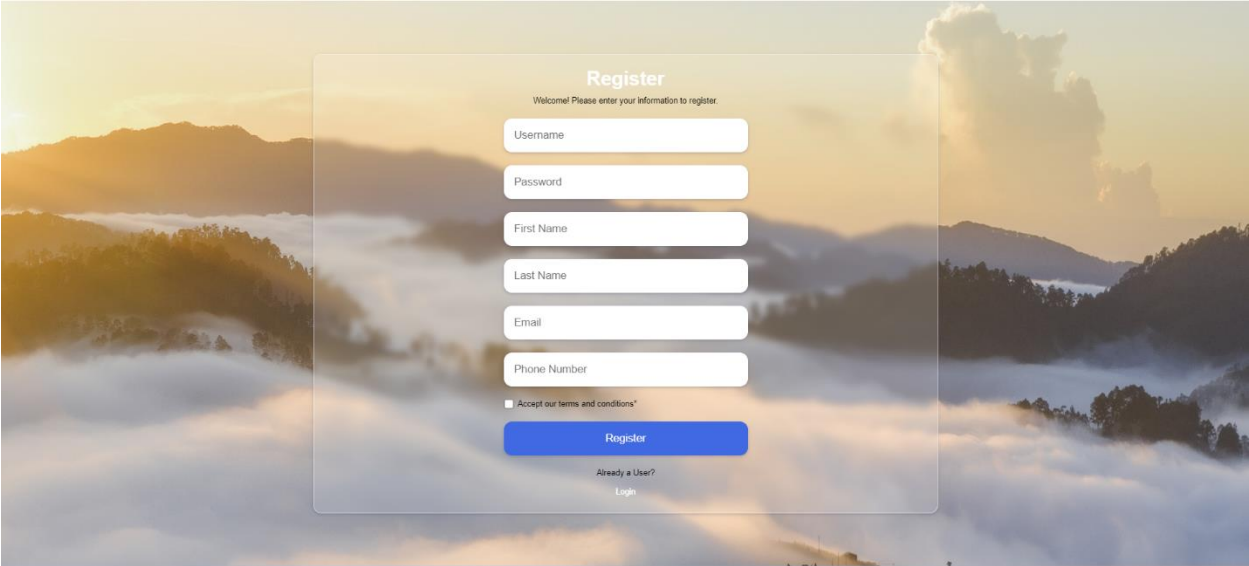 Register
Welcome! Please enter your information to register.
Username
Password
First Name
Last Name
Email
Phone Number
Accept our terms and conditions*
Register
Already a User?
Login